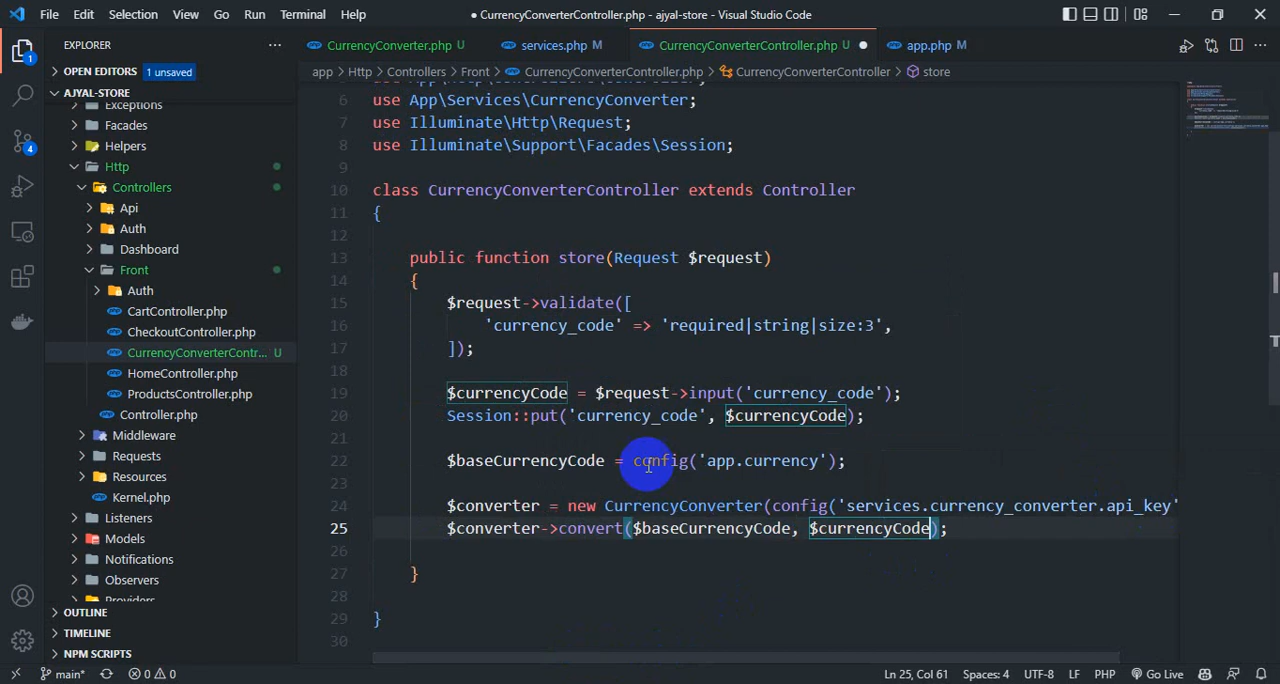 File Edit Selection View Go Run Terminal Help
● CurrencyConverterController.php - ajyal-store - Visual Studio Code
EXPLORER
OPEN EDITORS 1 unsaved
AJYAL-STORE
Exceptions
Facades
Helpers
Http
Controllers
Api
Auth
Dashboard
Front
Auth
CartController.php
CheckoutController.php
CurrencyConverterContr... U
HomeController.php
ProductsController.php
Controller.php
Middleware
Requests
Resources
Kernel.php
Listeners
Models
Notifications
Observers
Providers
OUTLINE
TIMELINE
NPM SCRIPTS
CurrencyConverter.php U services.php M CurrencyConverterController.php U ● app.php M
app > Http > Controllers > Front > CurrencyConverterController.php > CurrencyConverterController > store
6 use App\Services\CurrencyConverter;
7 use Illuminate\Http\Request;
8 use Illuminate\Support\Facades\Session;
9
10 class CurrencyConverterController extends Controller
11 {
12
13 public function store(Request $request)
14 {
15 $request->validate([
16 'currency_code' => 'required|string|size:3',
17 ]);
18
19 $currencyCode = $request->input('currency_code');
20 Session::put('currency_code', $currencyCode);
21
22 $baseCurrencyCode = config('app.currency');
23
24 $converter = new CurrencyConverter(config('services.currency_converter.api_key'
25 $converter->convert($baseCurrencyCode, $currencyCode);
26
27 }
28
29 }
30
1
4
main* 0 0 Ln 25, Col 61 Spaces: 4 UTF-8 LF PHP Go Live